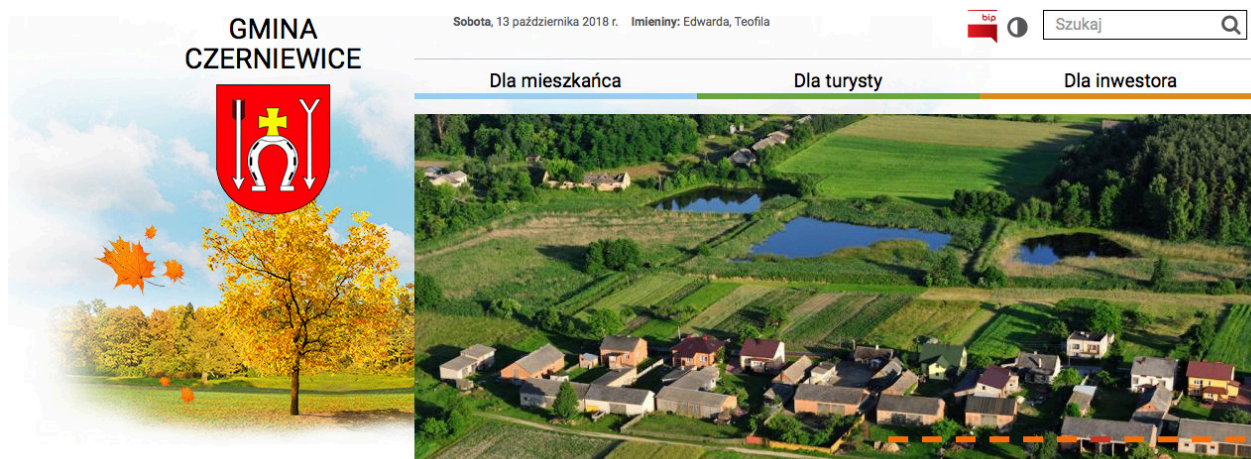 GMINA
CZERNIEWICE
Sobota, 13 października 2018 r. Imieniny: Edwarda, Teofila
bip
Szukaj
Dla mieszkańca
Dla turysty
Dla inwestora